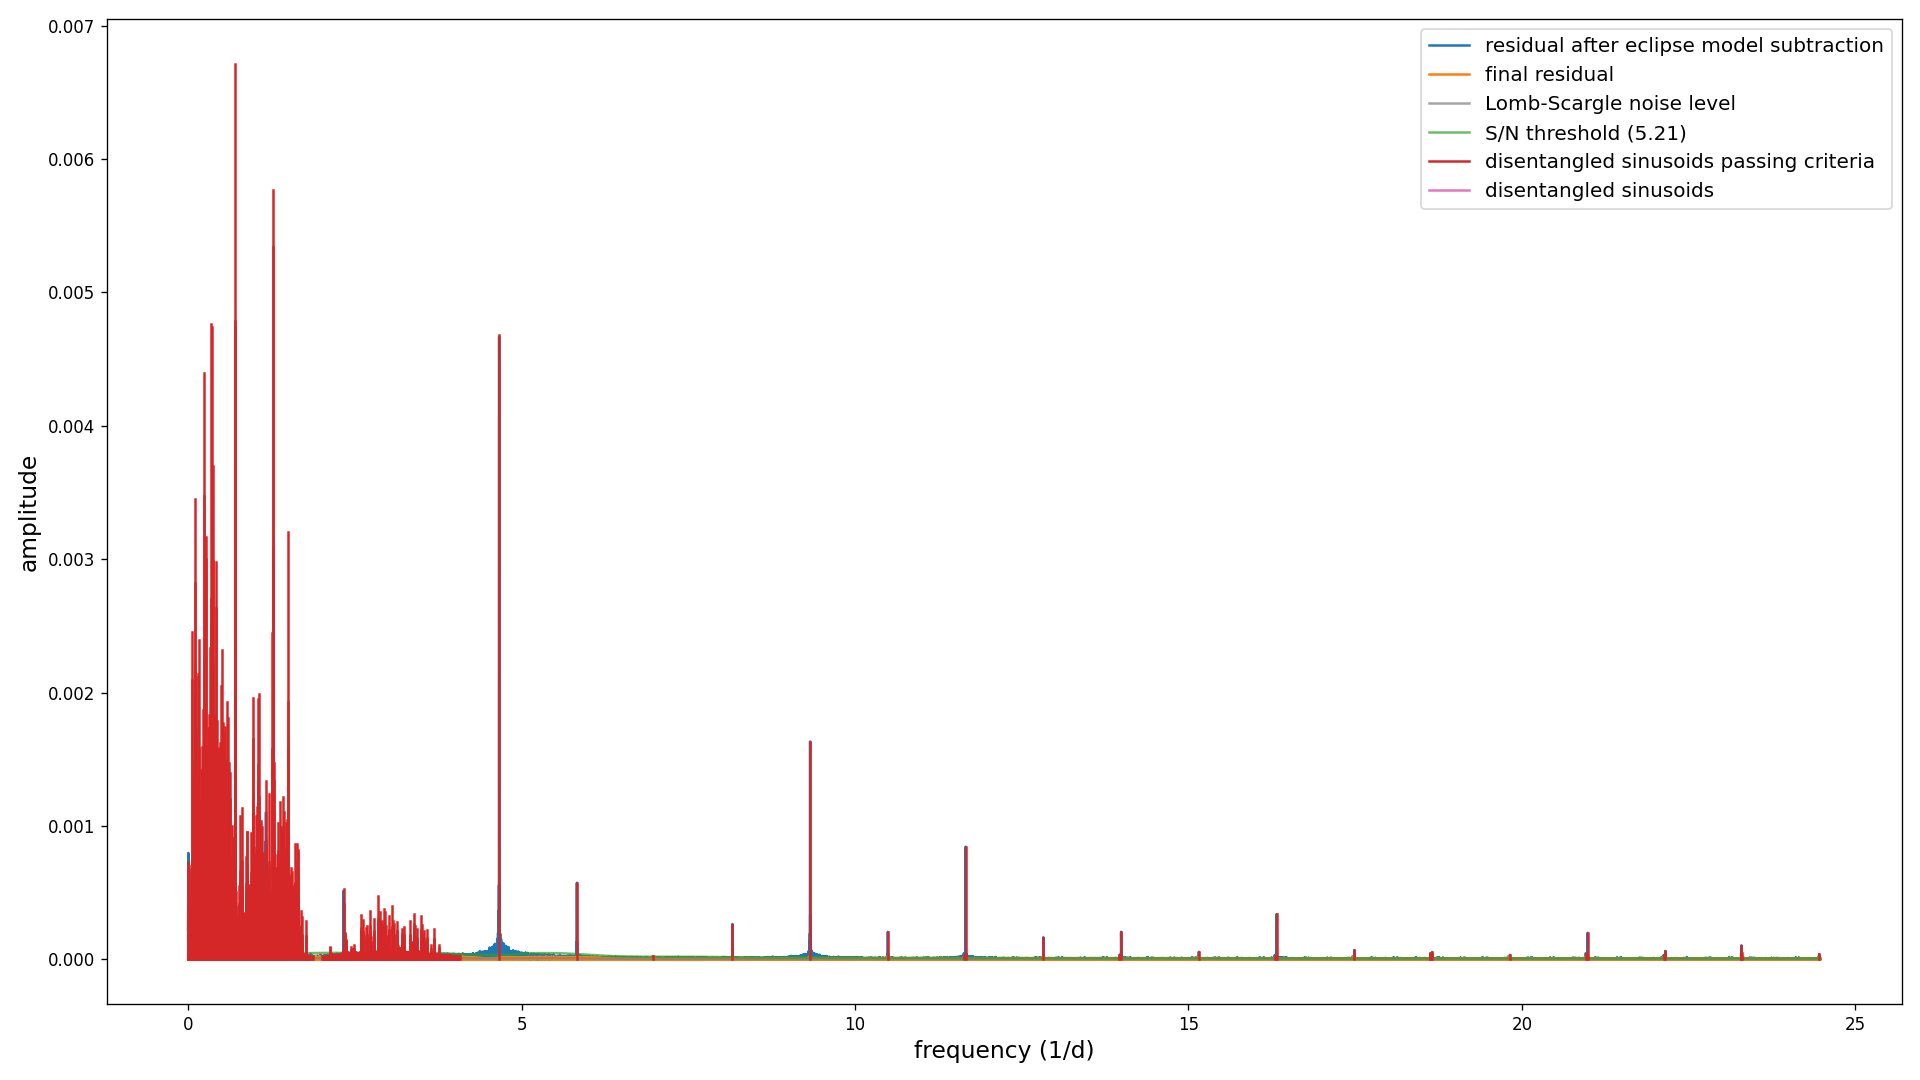 residual after eclipse model subtraction
final residual
Lomb-Scargle noise level
S/N threshold (5.21)
disentangled sinusoids passing criteria
disentangled sinusoids
0.007
0.006
0.005
0.004
0.003
0.002
0.001
0.000
amplitude
0 5 10 15 20 25
frequency (1/d)